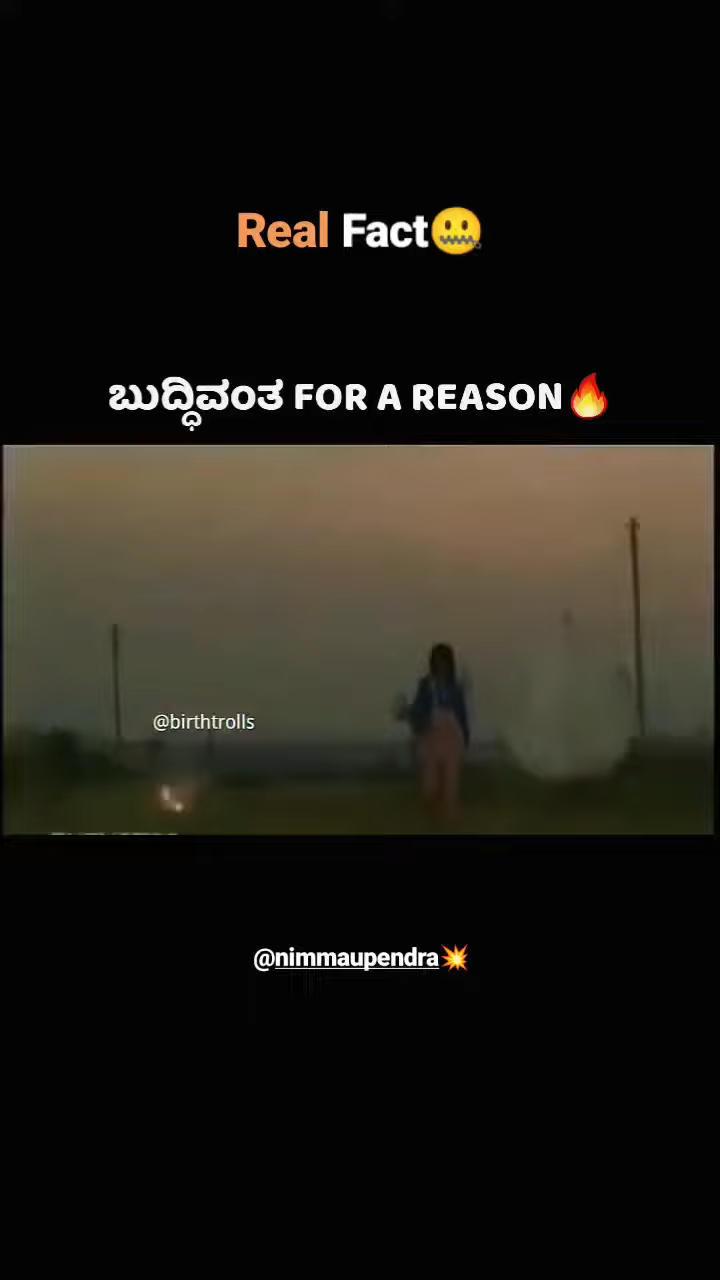 Real Fact🤐
ಬುದ್ಧಿವಂತ FOR A REASON🔥
@birthtrolls
@nimmaupendra💥